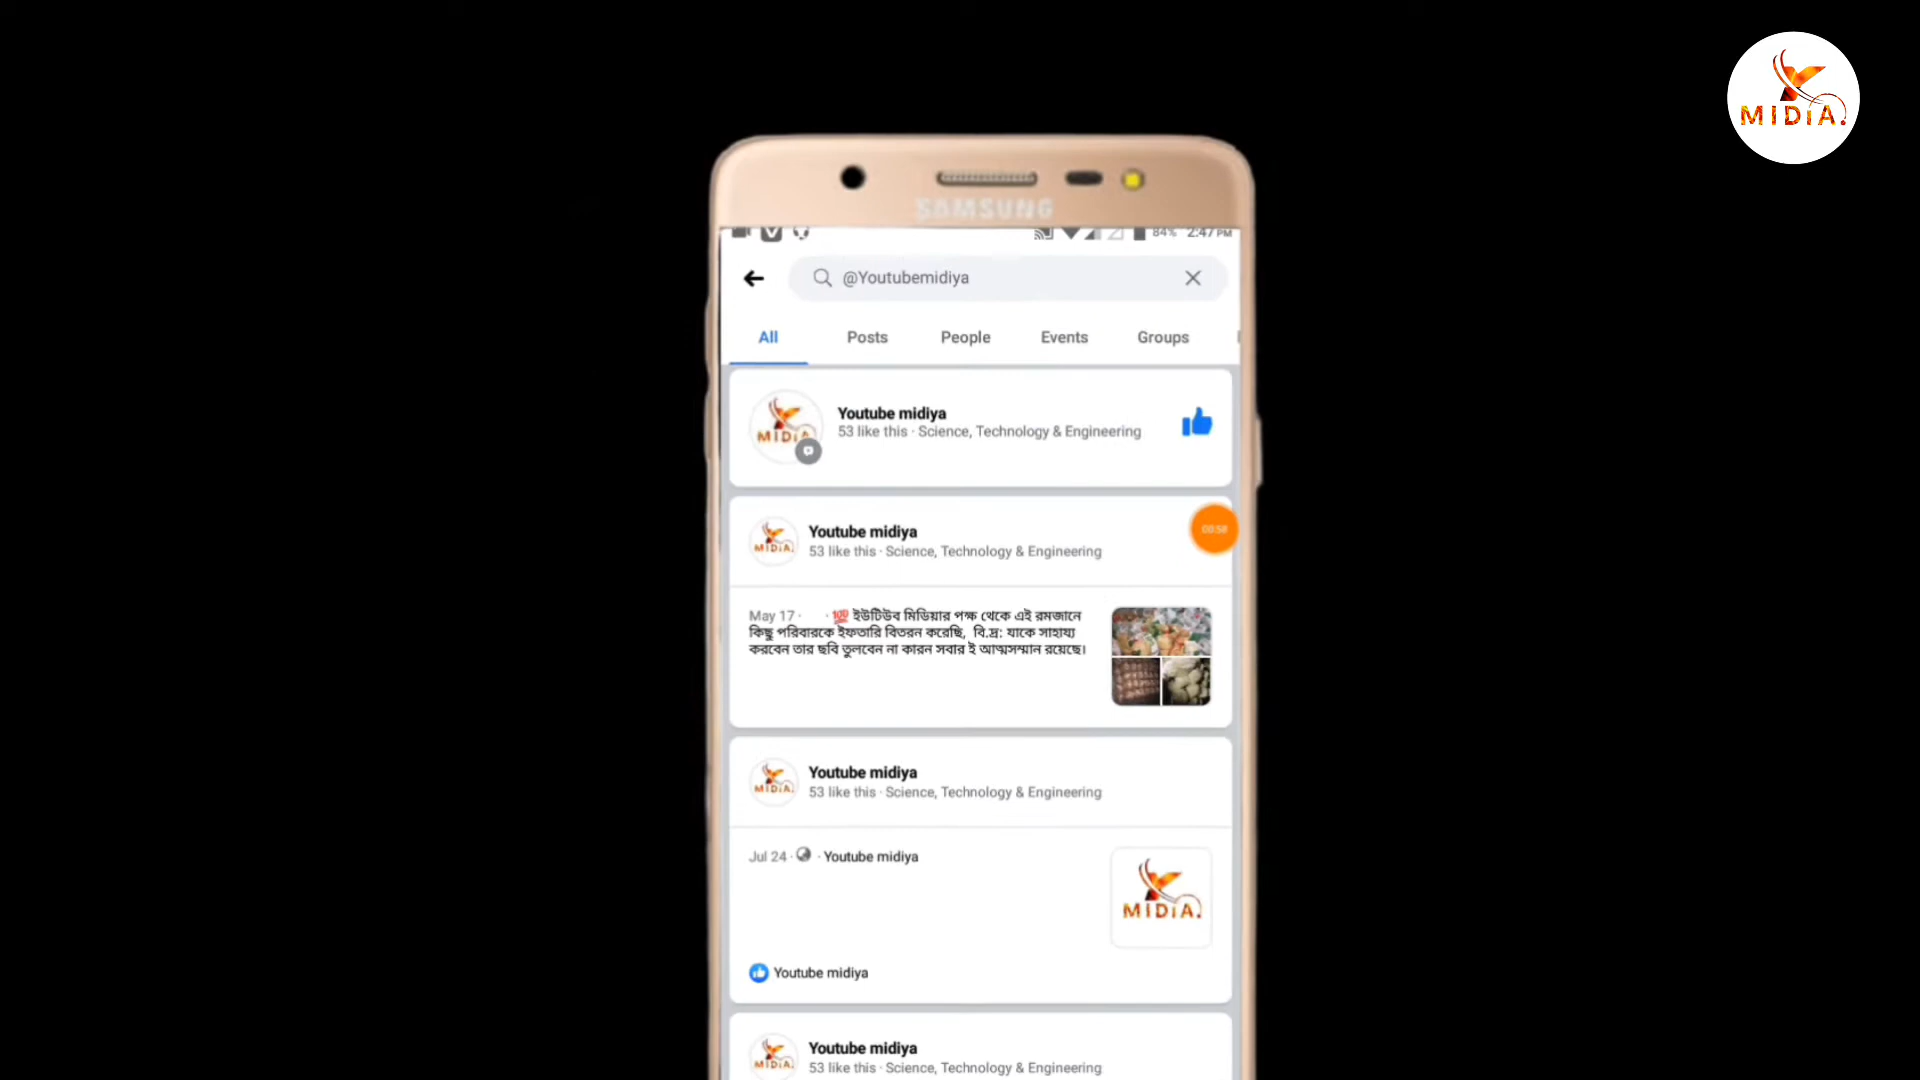 MIDiA.
SAMSUNG
84% 2:47 PM
@Youtubemidiya
All Posts People Events Groups
Youtube midiya
53 like this · Science, Technology & Engineering
MIDiA.
Youtube midiya
00:58
53 like this · Science, Technology & Engineering
MIDiA.
May 17 · · 💯 ইউটিউব মিডিয়ার পক্ষ থেকে এই রমজানে
কিছু পরিবারকে ইফতারি বিতরন করেছি, বি.দ্র: যাকে সাহায্য
করবেন তার ছবি তুলবেন না কারন সবার ই আত্মসম্মান রয়েছে।
Youtube midiya
53 like this · Science, Technology & Engineering
MIDiA.
Jul 24 · · Youtube midiya
MIDiA.
Youtube midiya
Youtube midiya
53 like this · Science, Technology & Engineering
MIDiA.